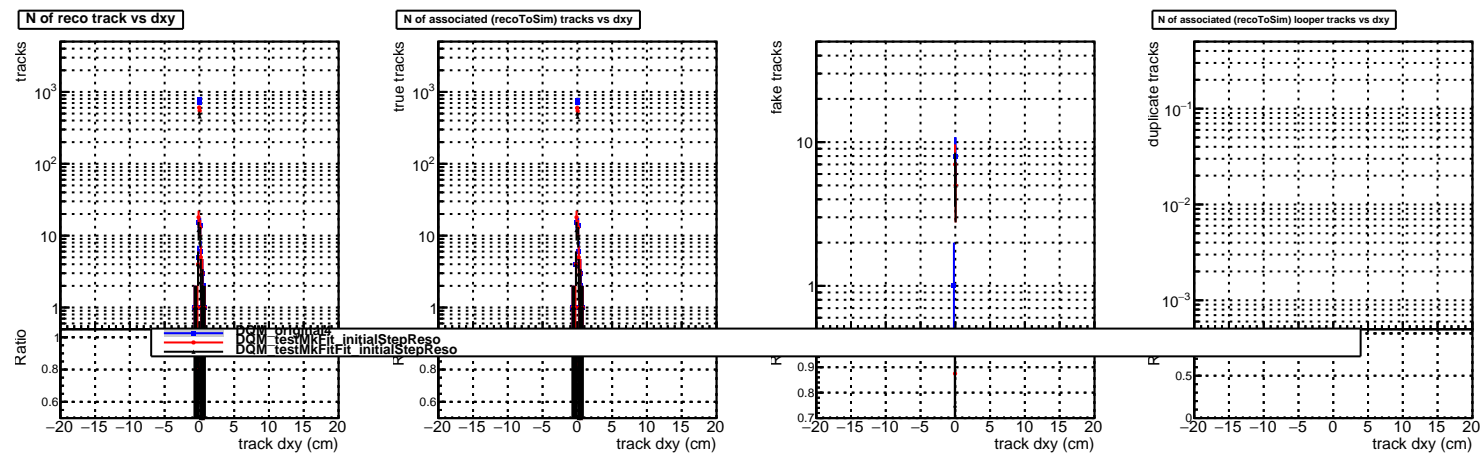 N of reco track vs dxy
N of associated (recoToSim) tracks vs dxy
N of associated (recoToSim) looper tracks vs dxy
tracks
10³
10²
10
1
Ratio
1
0.8
0.6
−20 −15 −10 −5 0 5 10 15 20
track dxy (cm)
true tracks
10³
10²
10
1
0.8
0.6
−20 −15 −10 −5 0 5 10 15 20
track dxy (cm)
fake tracks
10
1
0.9
0.8
0.7
−20 −15 −10 −5 0 5 10 15 20
track dxy (cm)
duplicate tracks
10⁻¹
10⁻²
10⁻³
0.5
0
−20 −15 −10 −5 0 5 10 15 20
track dxy (cm)
DQM_original4
DQM_testMkFit_initialStepReso
DQM_testMkFitFit_initialStepReso